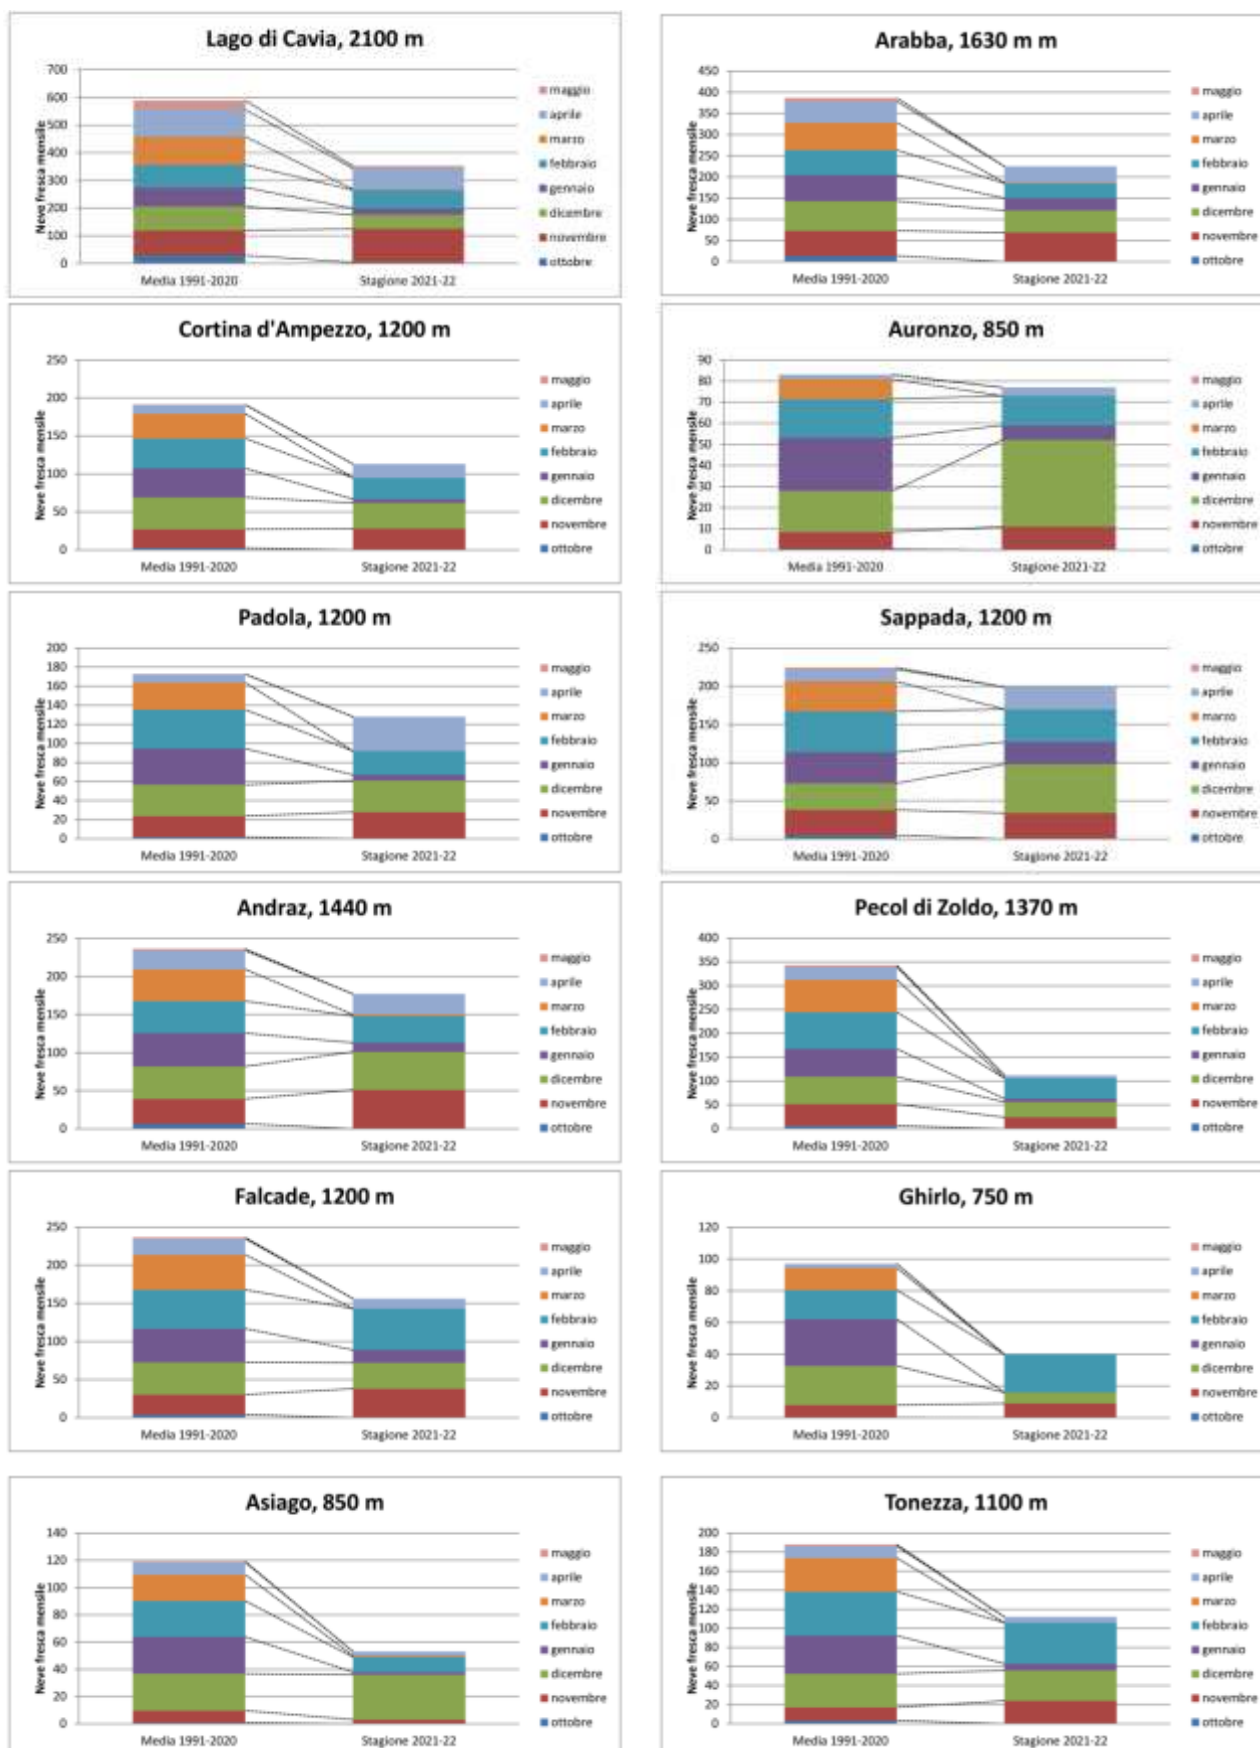 Lago di Cavia, 2100 m
Neve fresca mensile
700
600
500
400
300
200
100
0
Media 1991-2020
Stagione 2021-22
maggio
aprile
marzo
febbraio
gennaio
dicembre
novembre
ottobre
Arabba, 1630 m m
Neve fresca mensile
450
400
350
300
250
200
150
100
50
0
Media 1991-2020
Stagione 2021-22
maggio
aprile
marzo
febbraio
gennaio
dicembre
novembre
ottobre
Cortina d'Ampezzo, 1200 m
Neve fresca mensile
250
200
150
100
50
0
Media 1991-2020
Stagione 2021-22
maggio
aprile
marzo
febbraio
gennaio
dicembre
novembre
ottobre
Auronzo, 850 m
Neve fresca mensile
90
80
70
60
50
40
30
20
10
0
Media 1991-2020
Stagione 2021-22
maggio
aprile
marzo
febbraio
gennaio
dicembre
novembre
ottobre
Padola, 1200 m
Neve fresca mensile
200
180
160
140
120
100
80
60
40
20
0
Media 1991-2020
Stagione 2021-22
maggio
aprile
marzo
febbraio
gennaio
dicembre
novembre
ottobre
Sappada, 1200 m
Neve fresca mensile
250
200
150
100
50
0
Media 1991-2020
Stagione 2021-22
maggio
aprile
marzo
febbraio
gennaio
dicembre
novembre
ottobre
Andraz, 1440 m
Neve fresca mensile
250
200
150
100
50
0
Media 1991-2020
Stagione 2021-22
maggio
aprile
marzo
febbraio
gennaio
dicembre
novembre
ottobre
Pecol di Zoldo, 1370 m
Neve fresca mensile
400
350
300
250
200
150
100
50
0
Media 1991-2020
Stagione 2021-22
maggio
aprile
marzo
febbraio
gennaio
dicembre
novembre
ottobre
Falcade, 1200 m
Neve fresca mensile
250
200
150
100
50
0
Media 1991-2020
Stagione 2021-22
maggio
aprile
marzo
febbraio
gennaio
dicembre
novembre
ottobre
Ghirlo, 750 m
Neve fresca mensile
120
100
80
60
40
20
0
Media 1991-2020
Stagione 2021-22
maggio
aprile
marzo
febbraio
gennaio
dicembre
novembre
ottobre
Asiago, 850 m
Neve fresca mensile
140
120
100
80
60
40
20
0
Media 1991-2020
Stagione 2021-22
maggio
aprile
marzo
febbraio
gennaio
dicembre
novembre
ottobre
Tonezza, 1100 m
Neve fresca mensile
200
180
160
140
120
100
80
60
40
20
0
Media 1991-2020
Stagione 2021-22
maggio
aprile
marzo
febbraio
gennaio
dicembre
novembre
ottobre